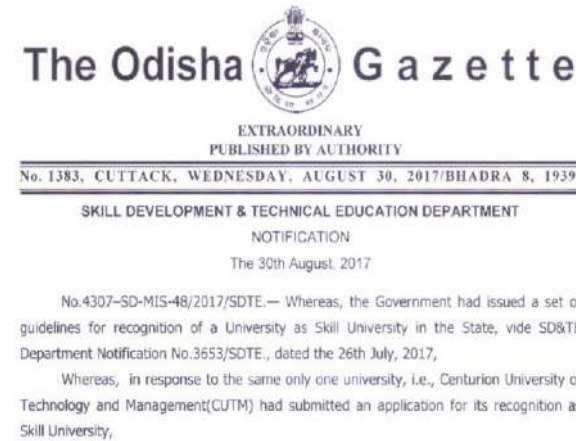 The Odisha Gazette
EXTRAORDINARY
PUBLISHED BY AUTHORITY
No. 1383, CUTTACK, WEDNESDAY, AUGUST 30, 2017/BHADRA 8, 1939
SKILL DEVELOPMENT & TECHNICAL EDUCATION DEPARTMENT
NOTIFICATION
The 30th August, 2017
No.4307–SD-MIS-48/2017/SDTE.— Whereas, the Government had issued a set o
guidelines for recognition of a University as Skill University in the State, vide SD&TE
Department Notification No.3653/SDTE., dated the 26th July, 2017,
Whereas, in response to the same only one university, i.e., Centurion University o
Technology and Management(CUTM) had submitted an application for its recognition a
Skill University,